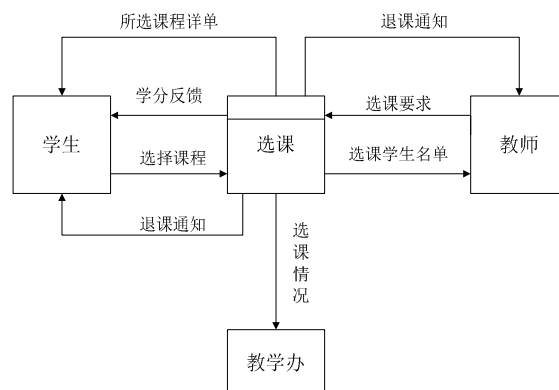 所选课程详单
退课通知
学分反馈
选课要求
学生
选课
教师
选择课程
选课学生名单
退课通知
选课情况
教学办